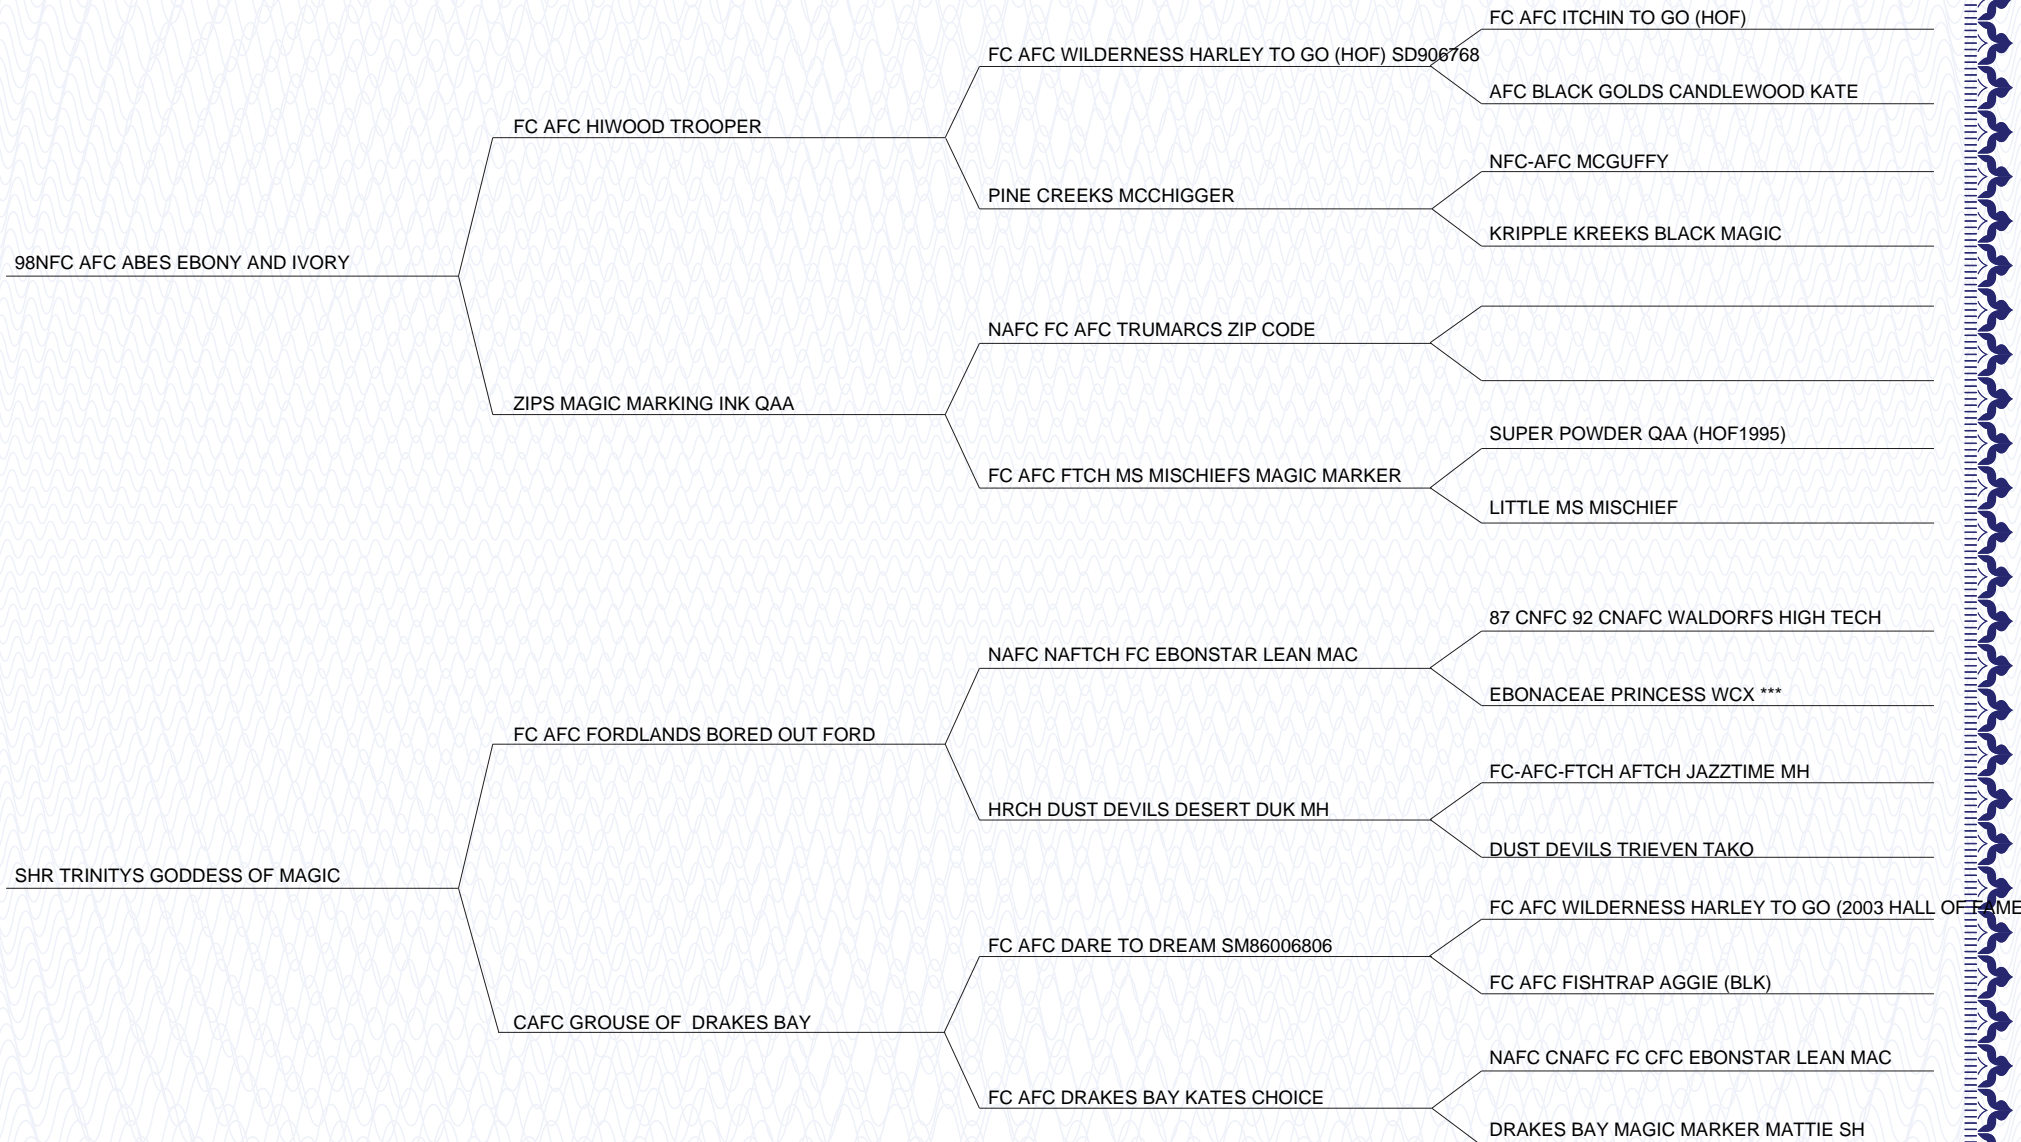 FC AFC ITCHIN TO GO (HOF)
FC AFC WILDERNESS HARLEY TO GO (HOF) SD906768
AFC BLACK GOLDS CANDLEWOOD KATE
FC AFC HIWOOD TROOPER
NFC-AFC MCGUFFY
PINE CREEKS MCCHIGGER
KRIPPLE KREEKS BLACK MAGIC
98NFC AFC ABES EBONY AND IVORY
NAFC FC AFC TRUMARCS ZIP CODE
ZIPS MAGIC MARKING INK QAA
SUPER POWDER QAA (HOF1995)
FC AFC FTCH MS MISCHIEFS MAGIC MARKER
LITTLE MS MISCHIEF
87 CNFC 92 CNAFC WALDORFS HIGH TECH
NAFC NAFTCH FC EBONSTAR LEAN MAC
EBONACEAE PRINCESS WCX ***
FC AFC FORDLANDS BORED OUT FORD
FC-AFC-FTCH AFTCH JAZZTIME MH
HRCH DUST DEVILS DESERT DUK MH
DUST DEVILS TRIEVEN TAKO
SHR TRINITYS GODDESS OF MAGIC
FC AFC WILDERNESS HARLEY TO GO (2003 HALL OF FAME
FC AFC DARE TO DREAM SM86006806
FC AFC FISHTRAP AGGIE (BLK)
CAFC GROUSE OF  DRAKES BAY
NAFC CNAFC FC CFC EBONSTAR LEAN MAC
FC AFC DRAKES BAY KATES CHOICE
DRAKES BAY MAGIC MARKER MATTIE SH